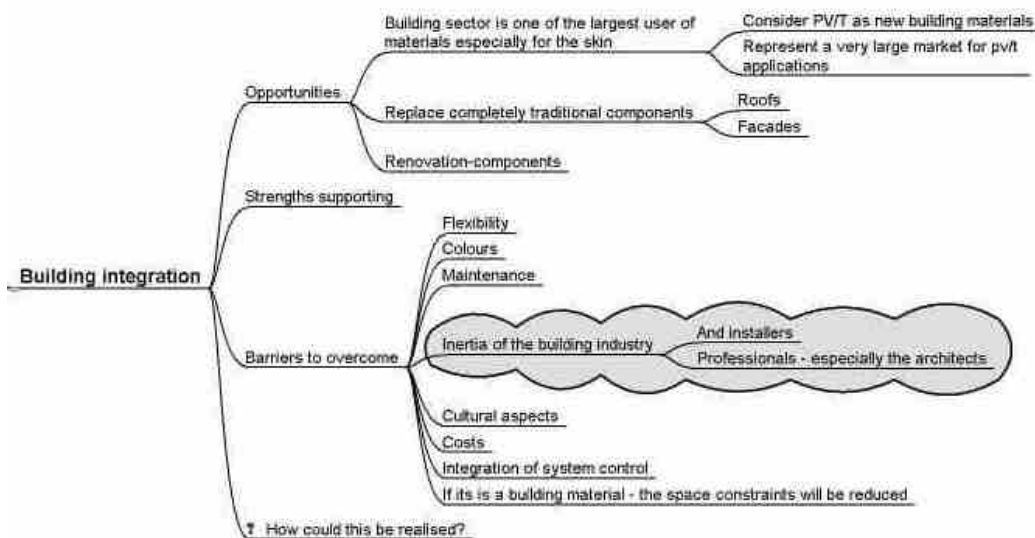 Building sector is one of the largest user of
materials especially for the skin
Consider PV/T as new building materials
Represent a very large market for pv/t
applications
Opportunities
Replace completely traditional components
Roofs
Facades
Renovation-components
Strengths supporting
Building integration
Flexibility
Colours
Maintenance
Barriers to overcome
Inertia of the building industry
And installers
Professionals - especially the architects
Cultural aspects
Costs
Integration of system control
If its is a building material - the space constraints will be reduced
? How could this be realised?